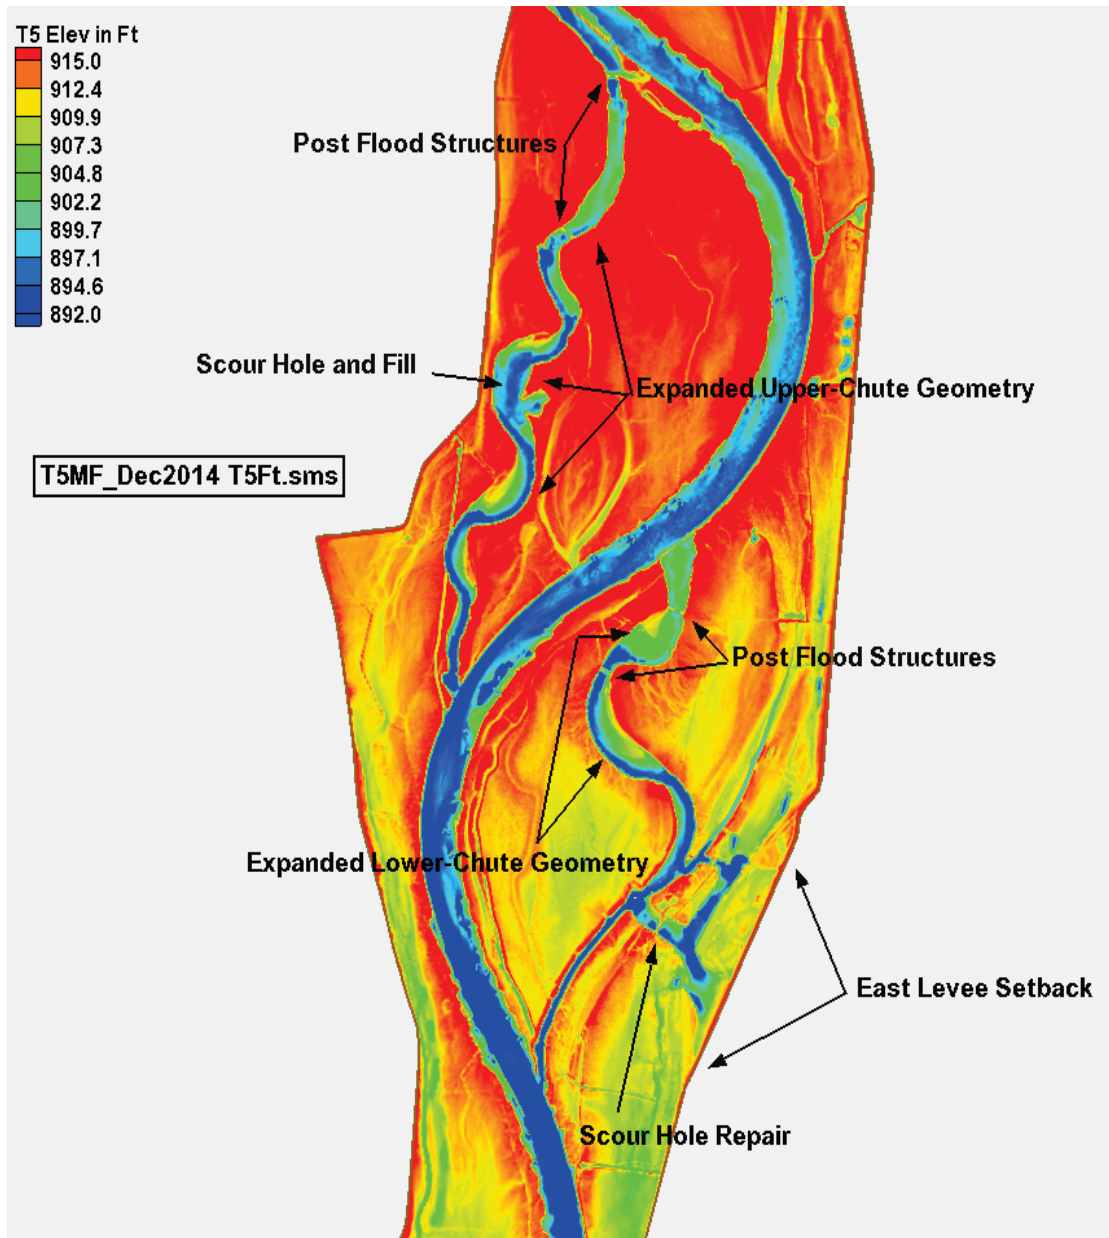 T5 Elev in Ft
915.0
912.4
909.9
907.3
904.8
902.2
899.7
897.1
894.6
892.0
Post Flood Structures
Scour Hole and Fill
Expanded Upper-Chute Geometry
T5MF_Dec2014 T5Ft.sms
Post Flood Structures
Expanded Lower-Chute Geometry
East Levee Setback
Scour Hole Repair